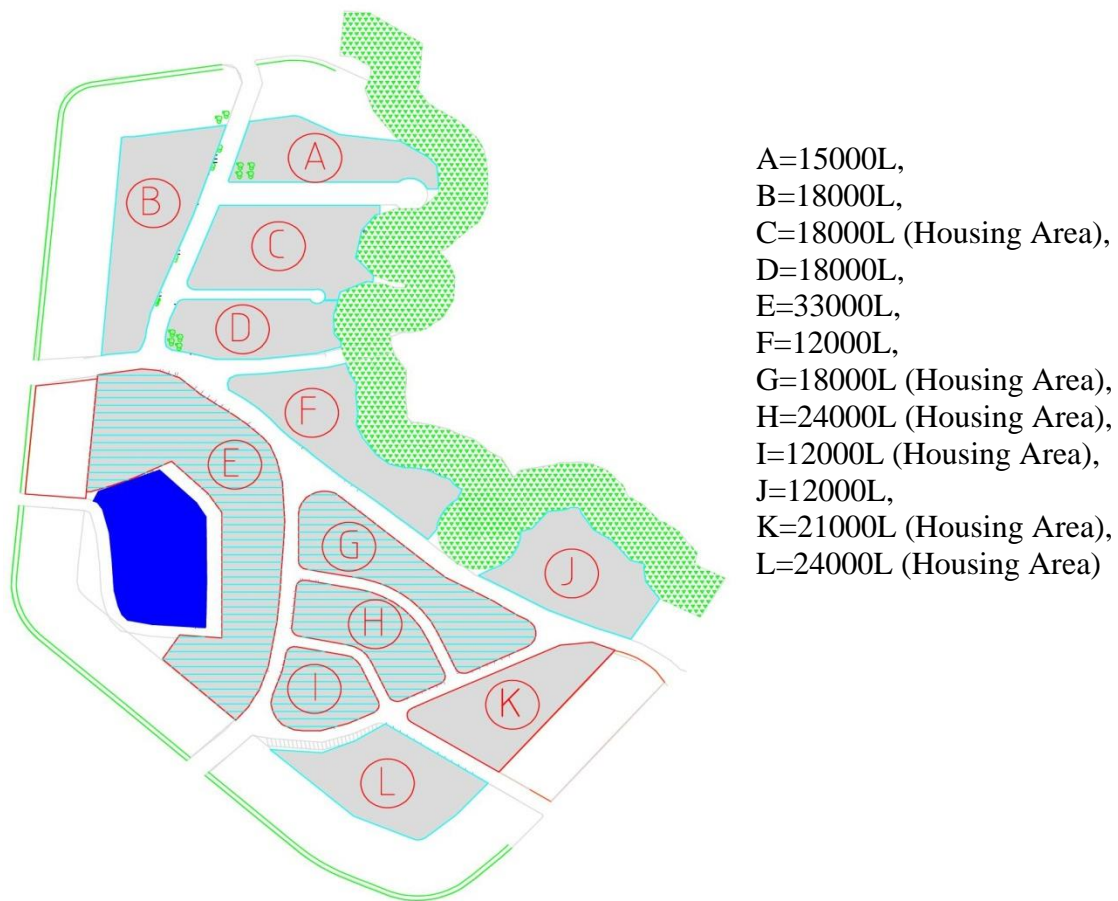 A
B
C
D
E
F
G
H
I
J
K
L
A=15000L,
B=18000L,
C=18000L (Housing Area),
D=18000L,
E=33000L,
F=12000L,
G=18000L (Housing Area),
H=24000L (Housing Area),
I=12000L (Housing Area),
J=12000L,
K=21000L (Housing Area),
L=24000L (Housing Area)